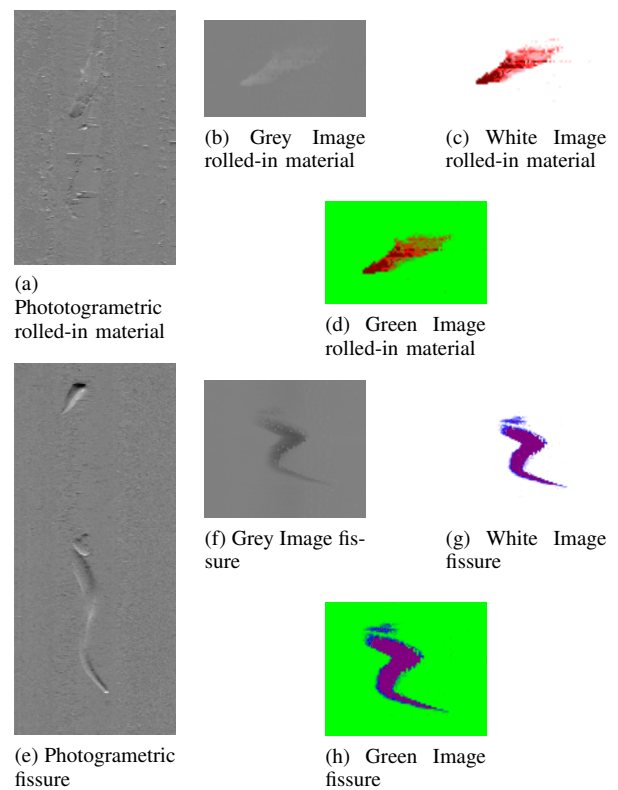 (b) Grey Image
rolled-in material
(c) White Image
rolled-in material
(a)
Phototogrametric
rolled-in material
(d) Green Image
rolled-in material
(f) Grey Image fis-
sure
(g) White Image
fissure
(e) Photogrametric
fissure
(h) Green Image
fissure